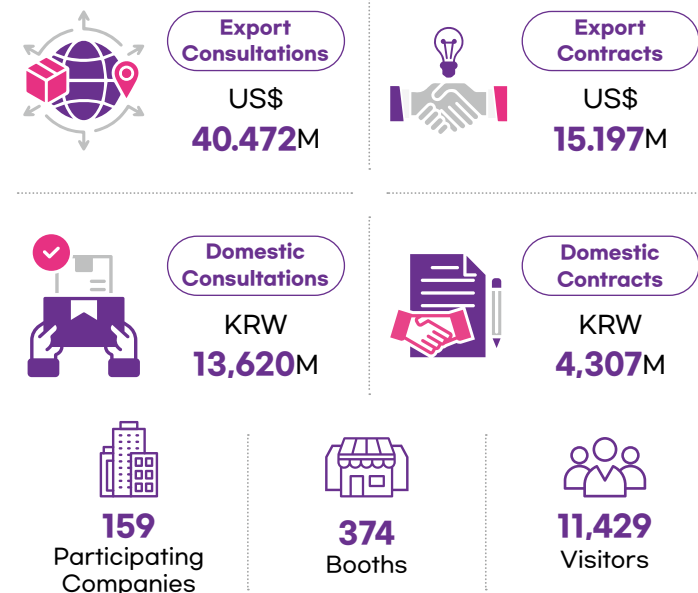 Export
Consultations
US$
40.472M
Export
Contracts
US$
15.197M
Domestic
Consultations
KRW
13,620M
Domestic
Contracts
KRW
4,307M
159
Participating
Companies
374
Booths
11,429
Visitors